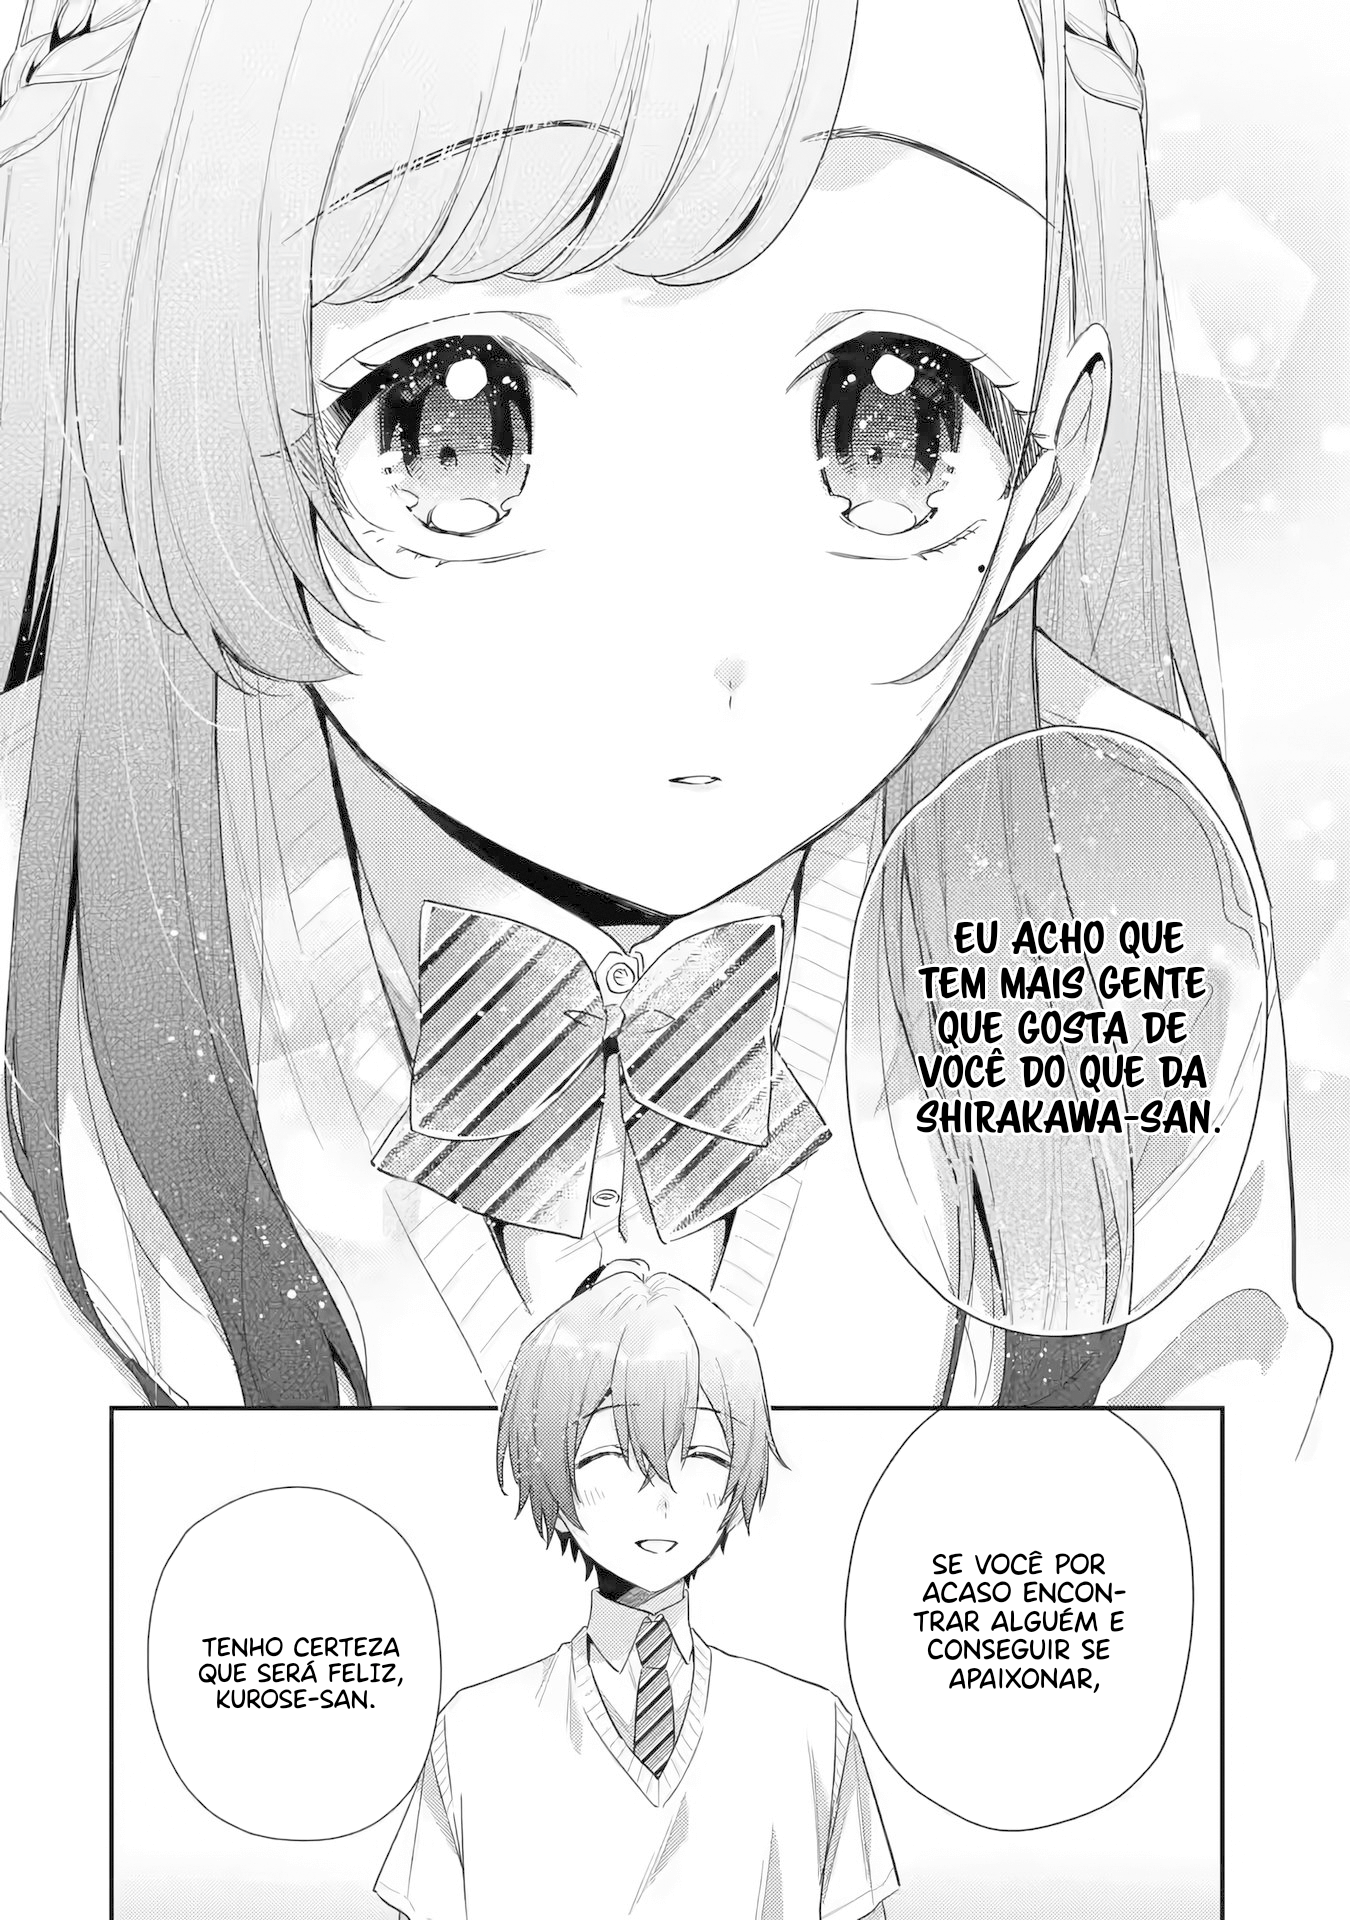 EU ACHO QUE
TEM MAIS GENTE
QUE GOSTA DE
VOCÊ DO QUE DA
SHIRAKAWA-SAN.
SE VOCÊ POR
ACASO ENCON-
TRAR ALGUÉM E
CONSEGUIR SE
APAIXONAR,
TENHO CERTEZA
QUE SERÁ FELIZ,
KUROSE-SAN.